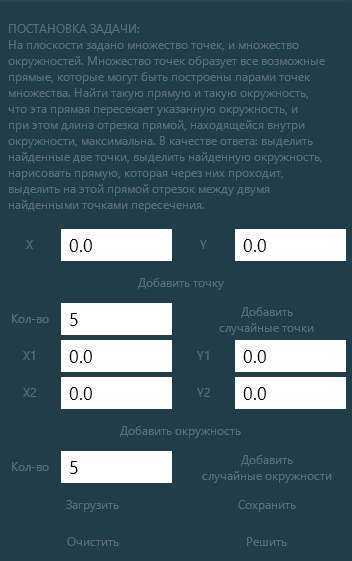 ПОСТАНОВКА ЗАДАЧИ:
На плоскости задано множество точек, и множество
окружностей. Множество точек образует все возможные
прямые, которые могут быть построены парами точек
множества. Найти такую прямую и такую окружность,
что эта прямая пересекает указанную окружность, и
при этом длина отрезка прямой, находящейся внутри
окружности, максимальна. В качестве ответа: выделить
найденные две точки, выделить найденную окружность,
нарисовать прямую, которая через них проходит,
выделить на этой прямой отрезок между двумя
найденными точками пересечения.
X 0.0 Y 0.0
Добавить точку
Кол-во 5 Добавить
случайные точки
X1 0.0 Y1 0.0
X2 0.0 Y2 0.0
Добавить окружность
Кол-во 5 Добавить
случайные окружности
Загрузить Сохранить
Очистить Решить